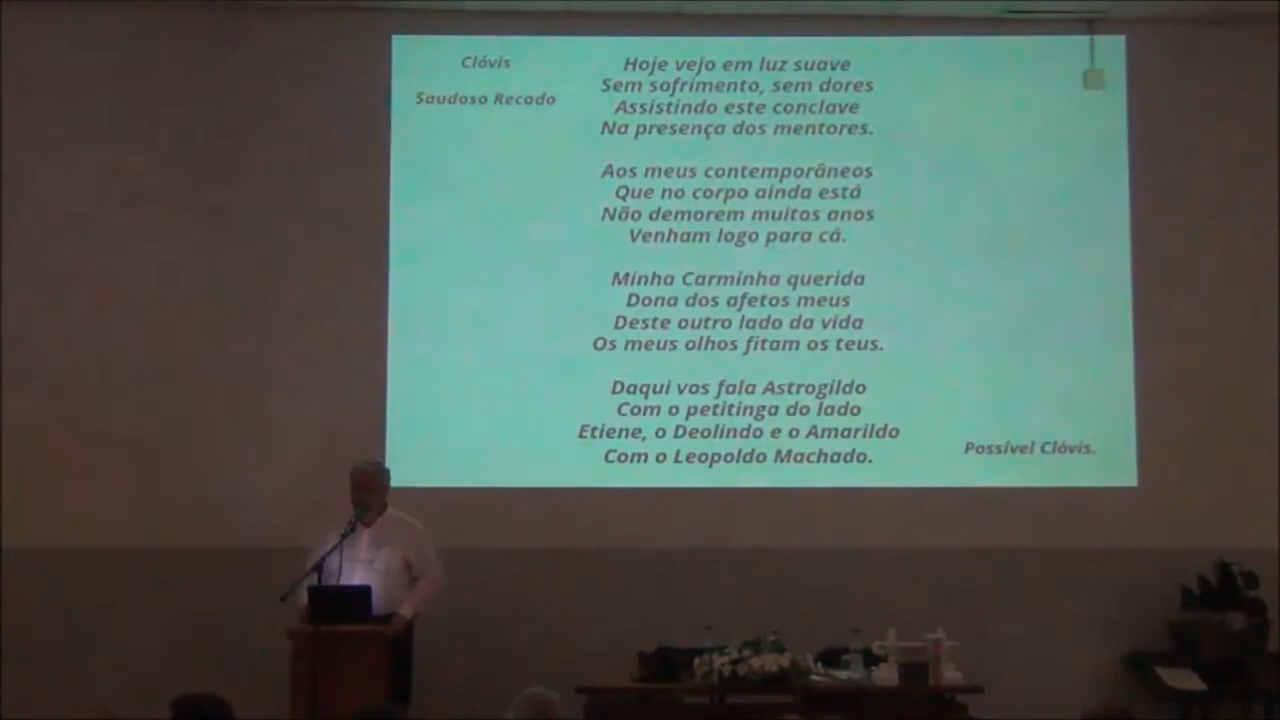 Clóvis
Saudoso Recado
Hoje vejo em luz suave
Sem sofrimento, sem dores
Assistindo este conclave
Na presença dos mentores.
Aos meus contemporâneos
Que no corpo ainda está
Não demorem muitos anos
Venham logo para cá.
Minha Carminha querida
Dona dos afetos meus
Deste outro lado da vida
Os meus olhos fitam os teus.
Daqui vos fala Astrogildo
Com o petitinga do lado
Etiene, o Deolindo e o Amarildo
Com o Leopoldo Machado.
Possível Clóvis.